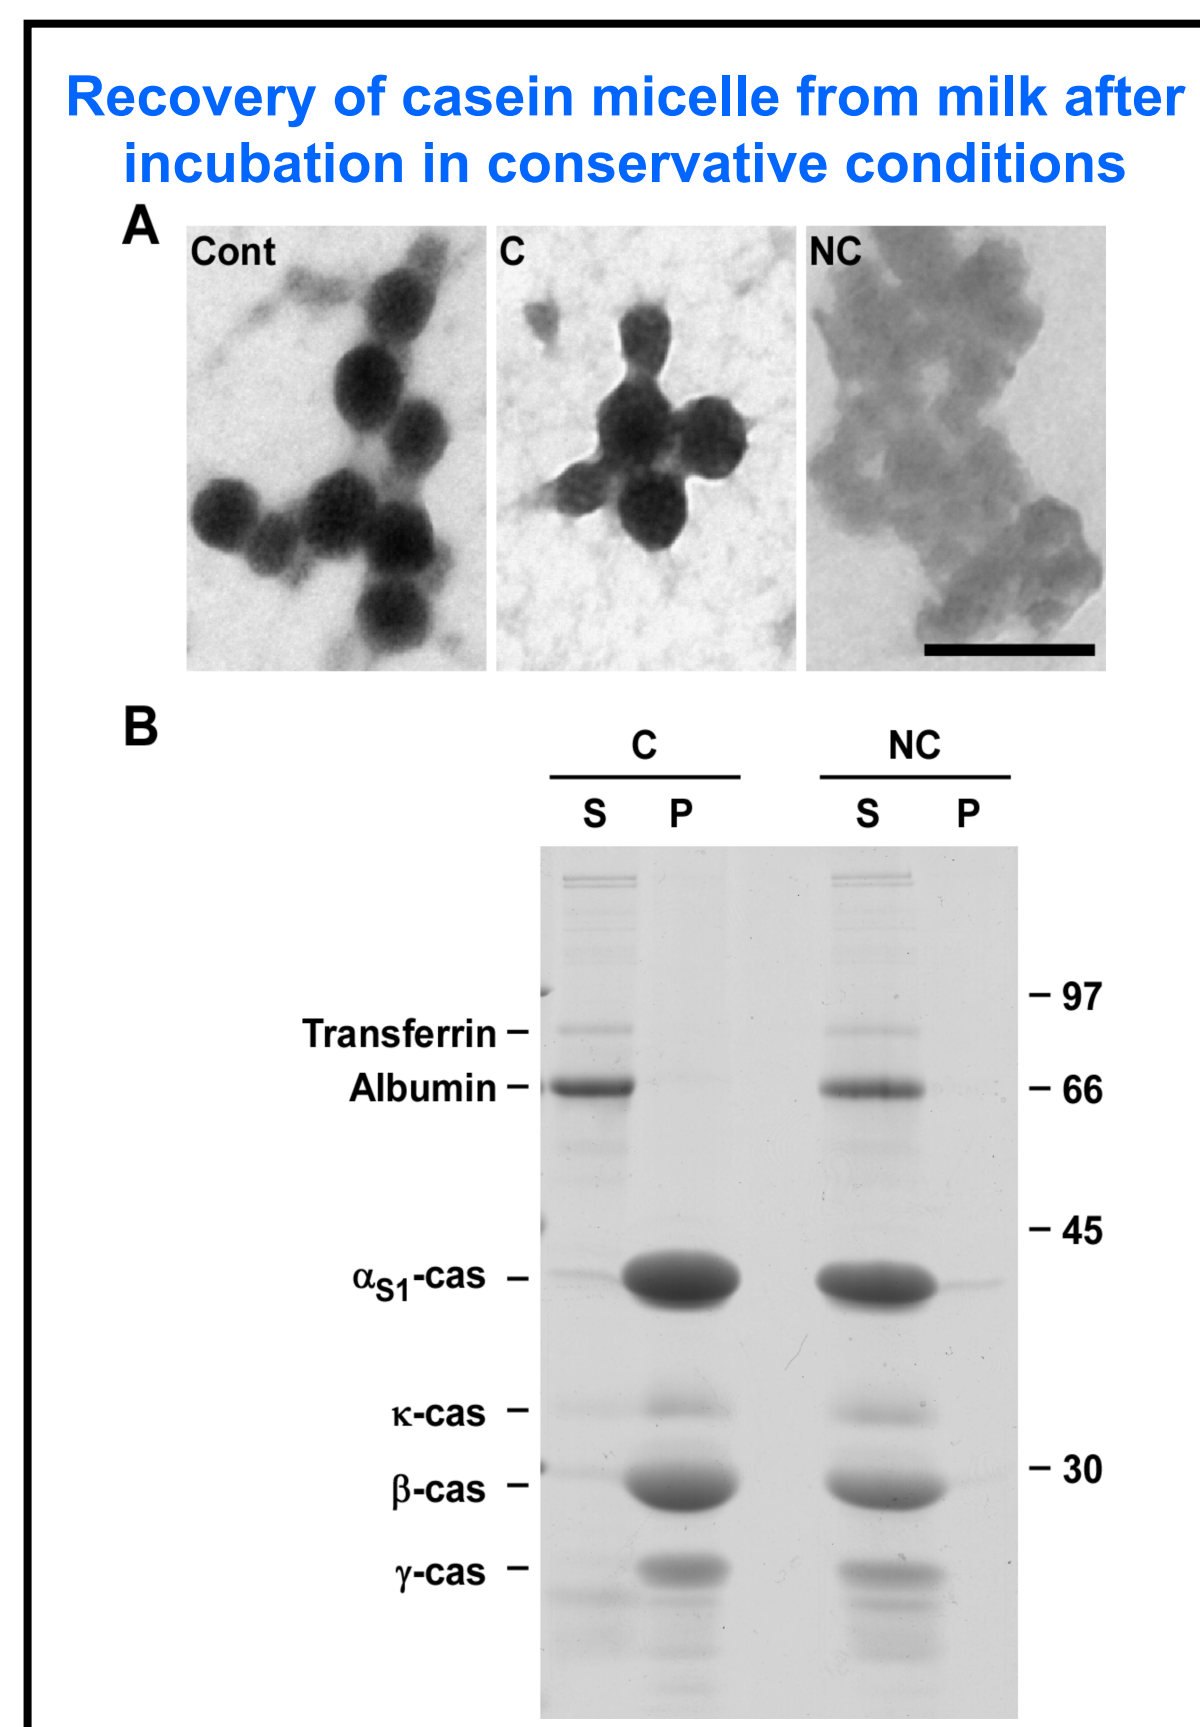 Recovery of casein micelle from milk after
incubation in conservative conditions
A
Cont
C
NC
B
C
NC
S
P
S
P
97
Transferrin
Albumin
66
45
αS1-cas
κ-cas
30
β-cas
γ-cas